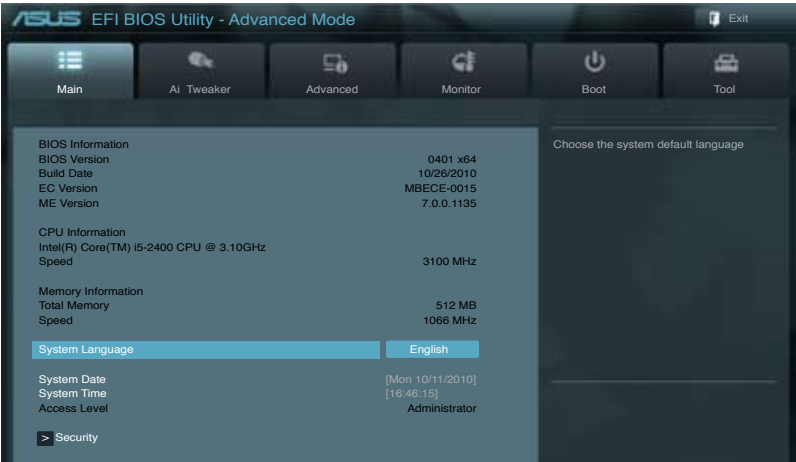 ASUS EFI BIOS Utility - Advanced Mode
Exit
Main
Ai Tweaker
Advanced
Monitor
Boot
Tool
BIOS Information
BIOS Version 0401 x64
Build Date 10/26/2010
EC Version MBECE-0015
ME Version 7.0.0.1135
CPU Information
Intel(R) Core(TM) i5-2400 CPU @ 3.10GHz
Speed 3100 MHz
Memory Information
Total Memory 512 MB
Speed 1066 MHz
System Language English
System Date [Mon 10/11/2010]
System Time [16:46:15]
Access Level Administrator
> Security
Choose the system default language